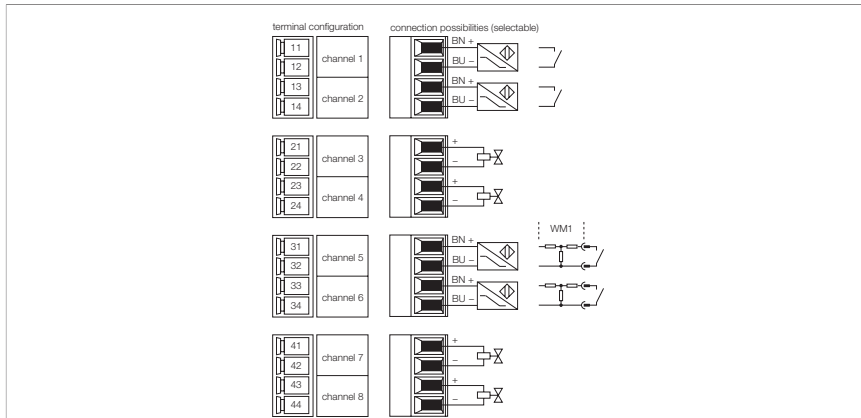 terminal configuration connection possibilities (selectable)
11 channel 1 BN +
12 BU –
13 channel 2 BN +
14 BU –
21 channel 3 +
22 –
23 channel 4 +
24 –
WM1
31 channel 5 BN +
32 BU –
33 channel 6 BN +
34 BU –
41 channel 7 +
42 –
43 channel 8 +
44 –